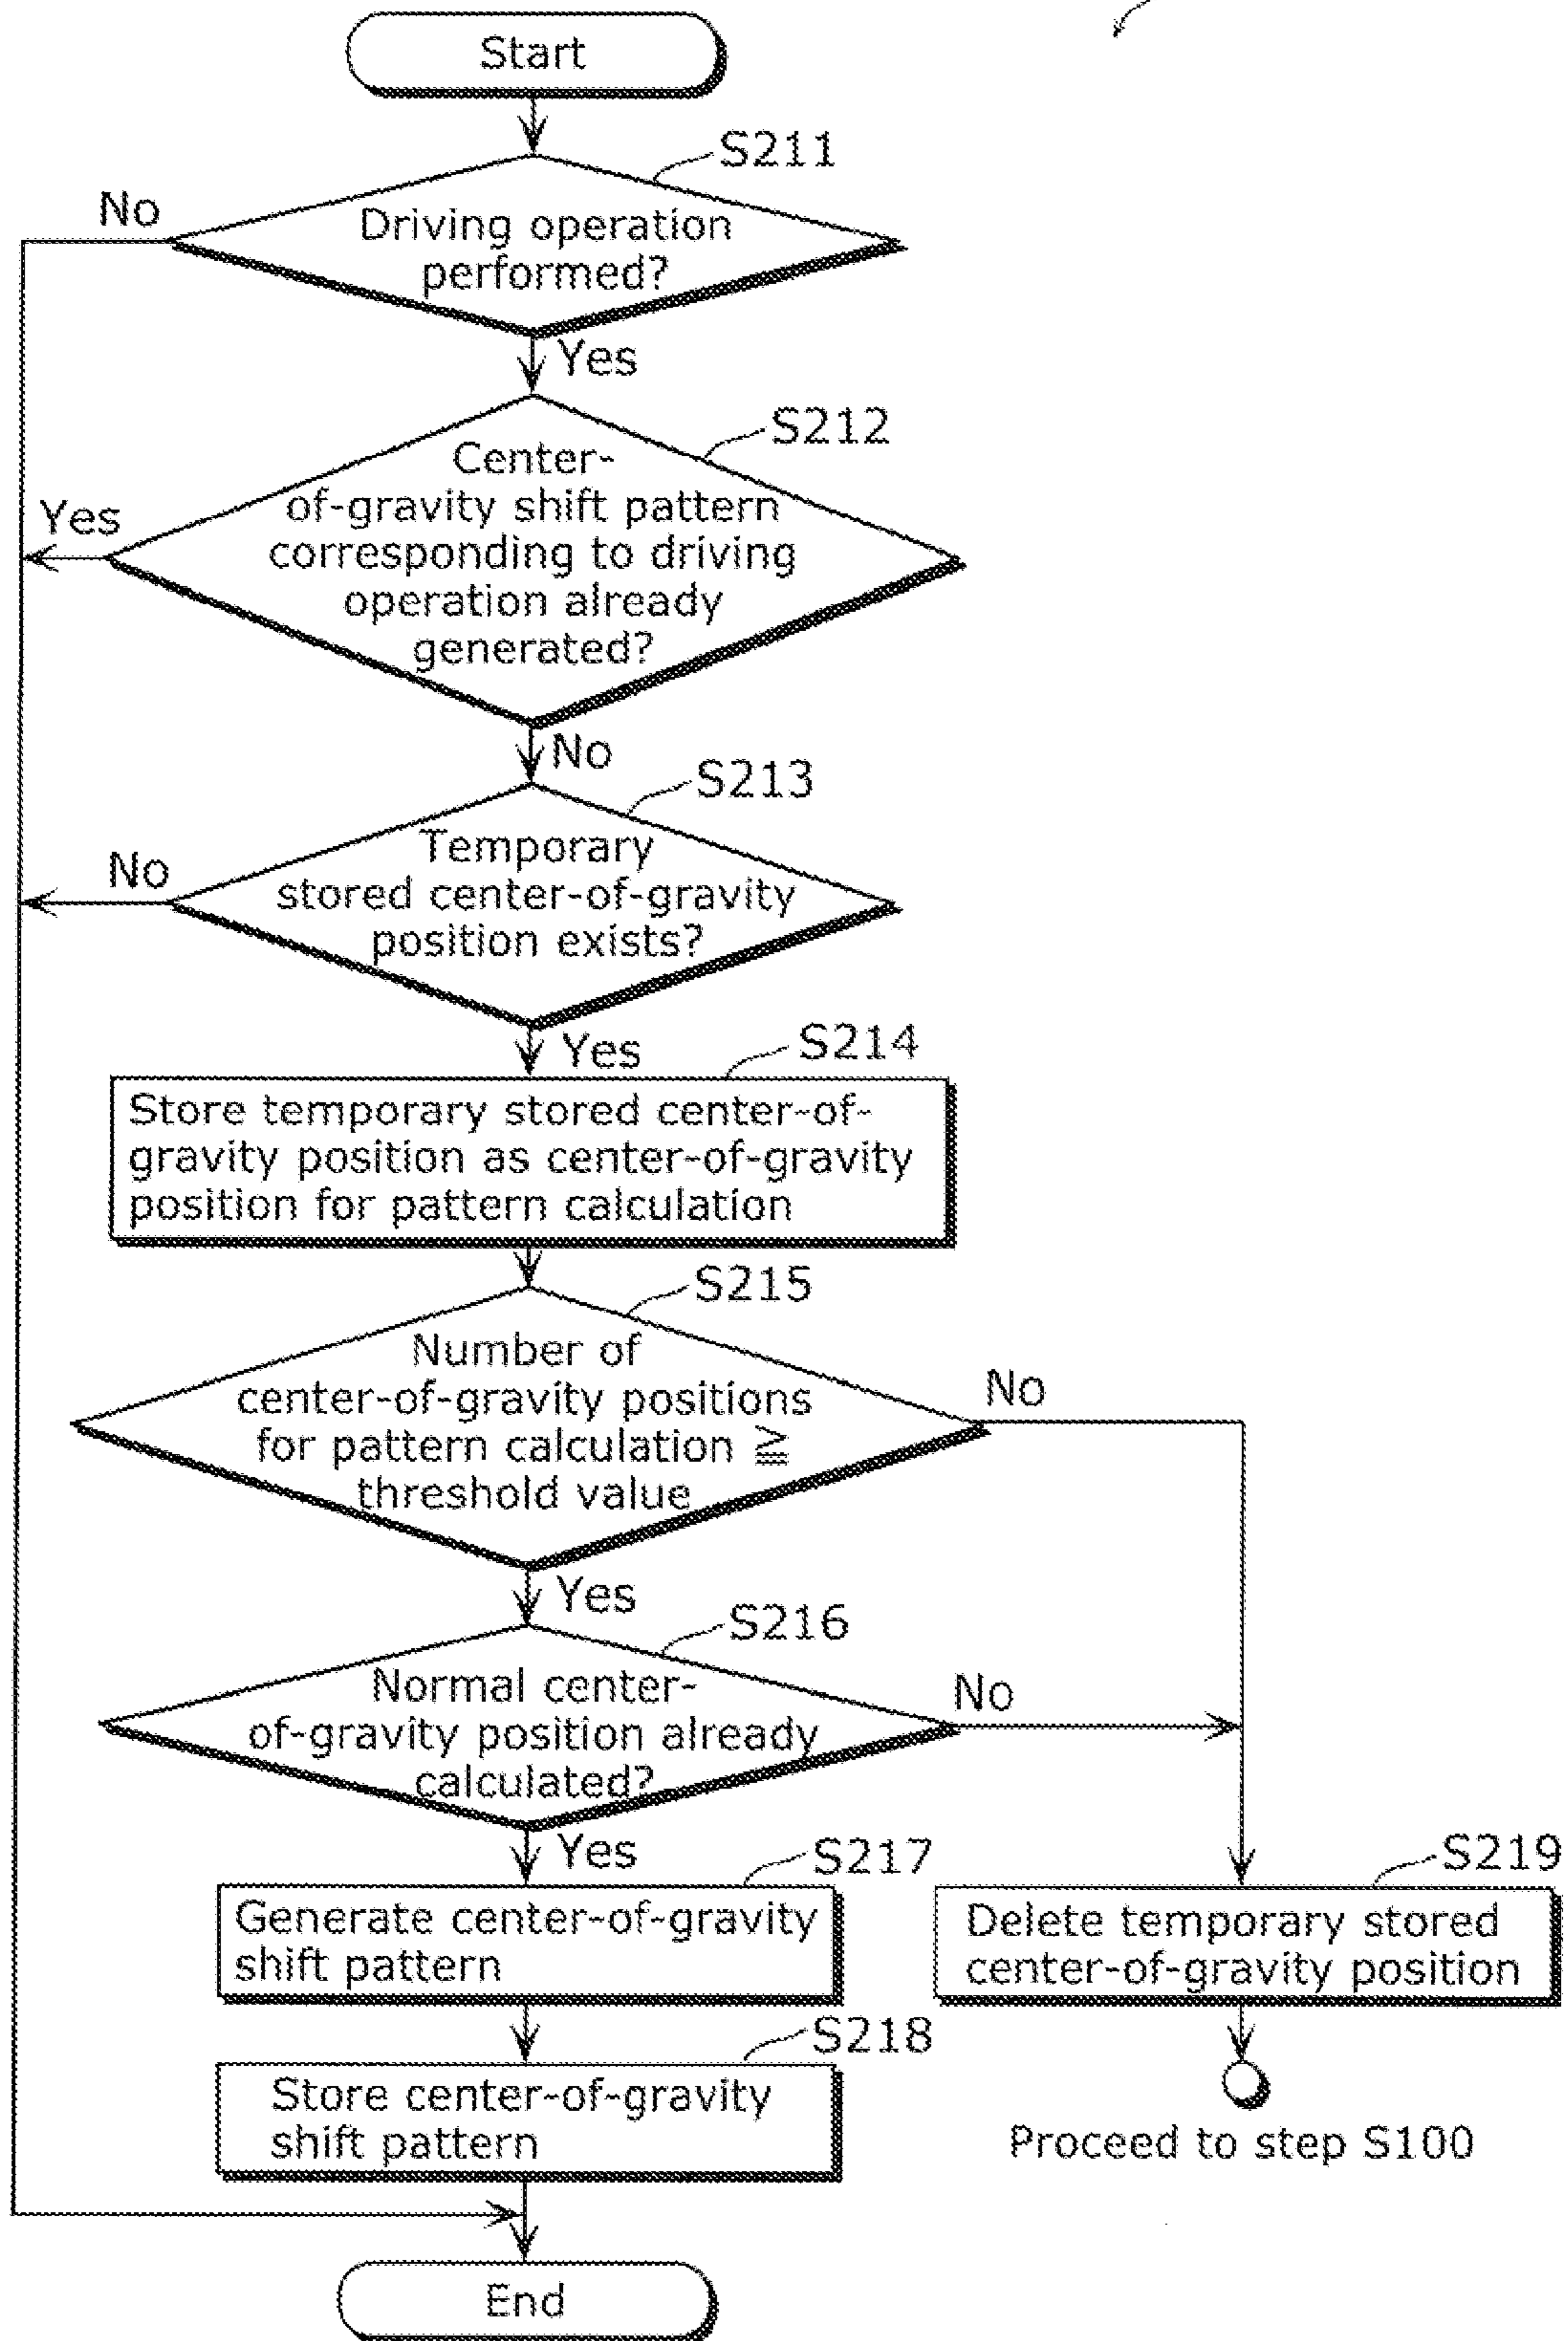 Start
S211
No
Driving operation
performed?
Yes
S212
Center-
of-gravity shift pattern
Yes
corresponding to driving
operation already
generated?
No
S213
Temporary
No
stored center-of-gravity
position exists?
Yes
S214
Store temporary stored center-of-
gravity position as center-of-gravity
position for pattern calculation
S215
Number of
center-of-gravity positions
No
for pattern calculation ≧
threshold value
Yes
S216
Normal center-
No
of-gravity position already
calculated?
Yes
S217
S219
Generate center-of-gravity
shift pattern
Delete temporary stored
center-of-gravity position
S218
Store center-of-gravity
shift pattern
Proceed to step S100
End